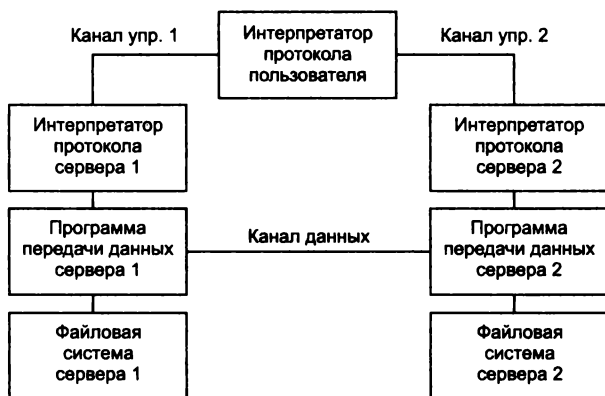 Канал упр. 1
Интерпретатор
протокола
пользователя
Канал упр. 2
Интерпретатор
протокола
сервера 1
Интерпретатор
протокола
сервера 2
Программа
передачи данных
сервера 1
Канал данных
Программа
передачи данных
сервера 2
Файловая
система
сервера 1
Файловая
система
сервера 2